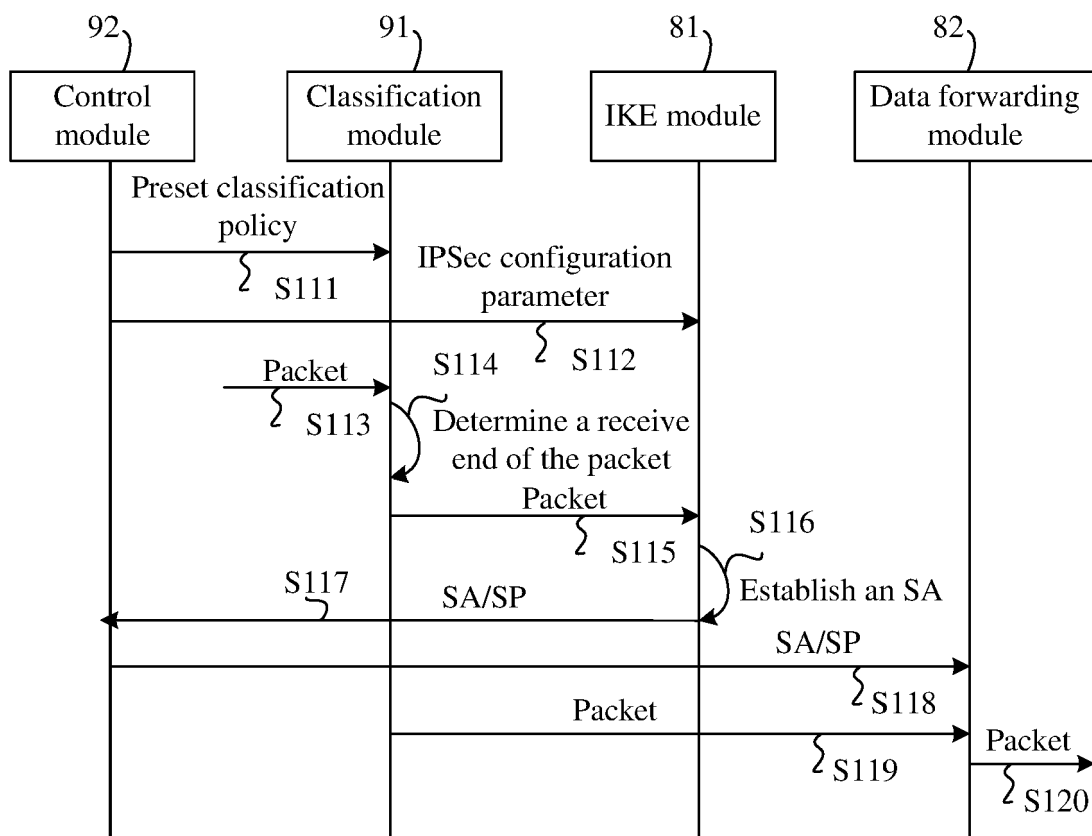 92
91
81
82
Control
module
Classification
module
IKE module
Data forwarding
module
Preset classification
policy
S111
IPSec configuration
parameter
S112
Packet
S113
S114
Determine a receive
end of the packet
Packet
S115
S116
Establish an SA
S117
SA/SP
SA/SP
S118
Packet
S119
Packet
S120